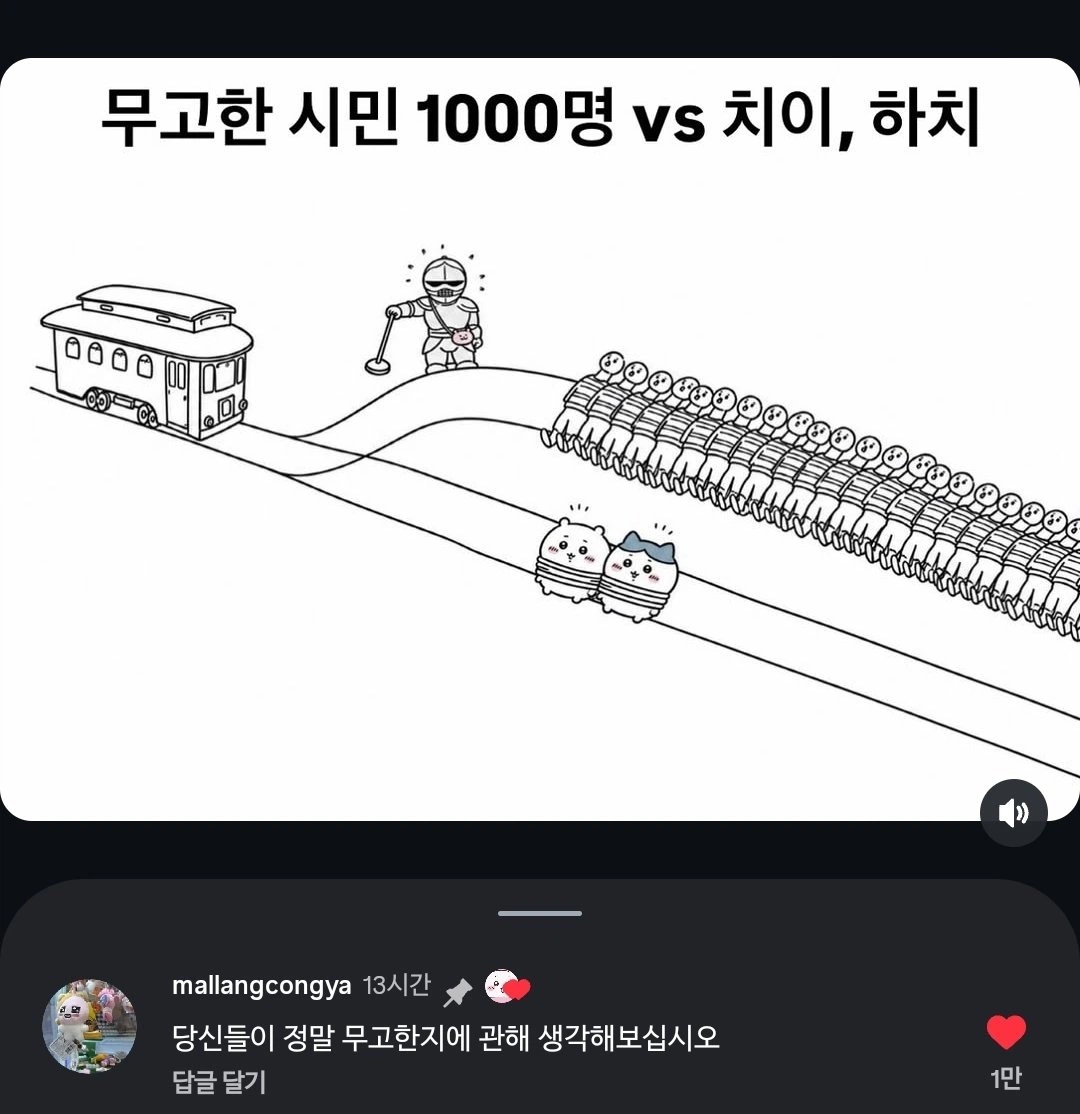 무고한 시민 1000명 vs 치이, 하치
mallangcongya 13시간
당신들이 정말 무고한지에 관해 생각해보십시오
답글 달기
1만